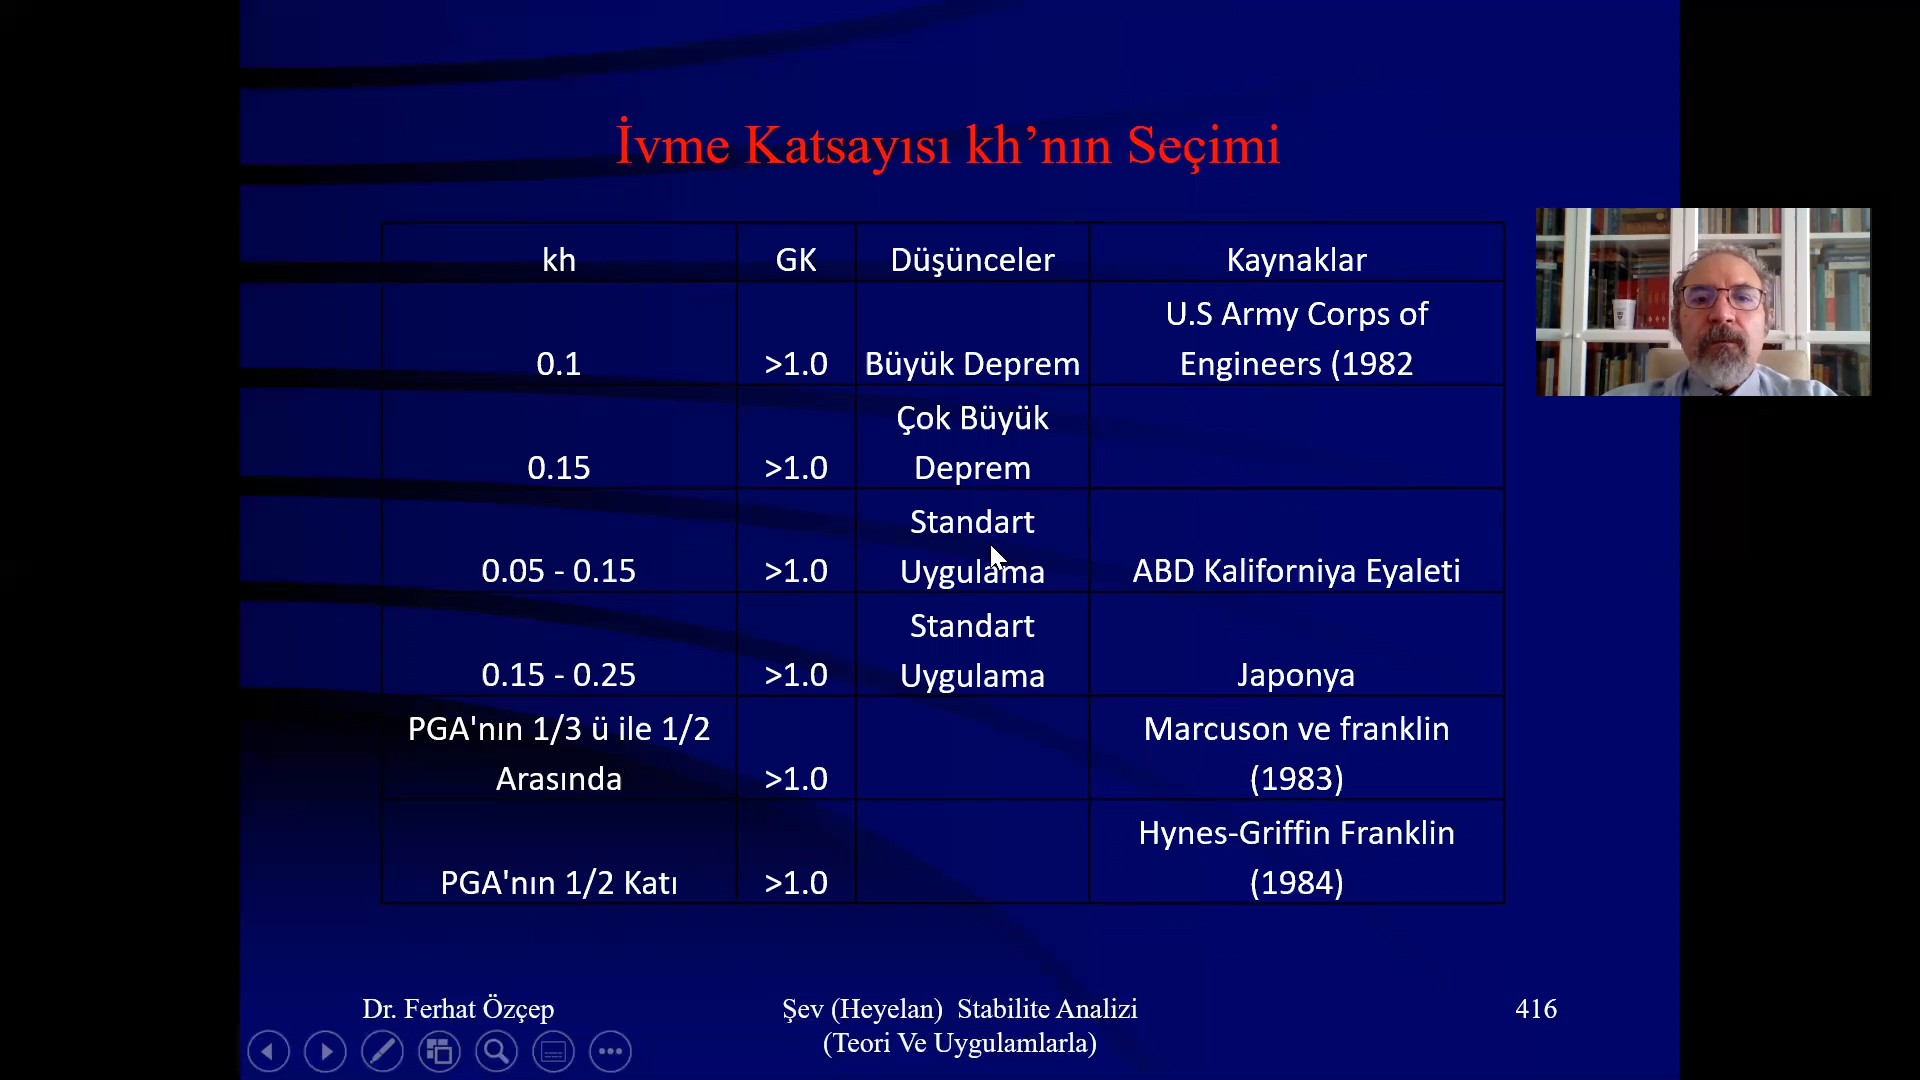 İvme Katsayısı kh’nın Seçimi
kh GK Düşünceler Kaynaklar
U.S Army Corps of
0.1 >1.0 Büyük Deprem Engineers (1982
Çok Büyük
0.15 >1.0 Deprem
Standart
0.05 - 0.15 >1.0 Uygulama ABD Kaliforniya Eyaleti
Standart
0.15 - 0.25 >1.0 Uygulama Japonya
PGA'nın 1/3 ü ile 1/2 Marcuson ve franklin
Arasında >1.0 (1983)
Hynes-Griffin Franklin
PGA'nın 1/2 Katı >1.0 (1984)
Dr. Ferhat Özçep Şev (Heyelan) Stabilite Analizi 416
(Teori Ve Uygulamlarla)